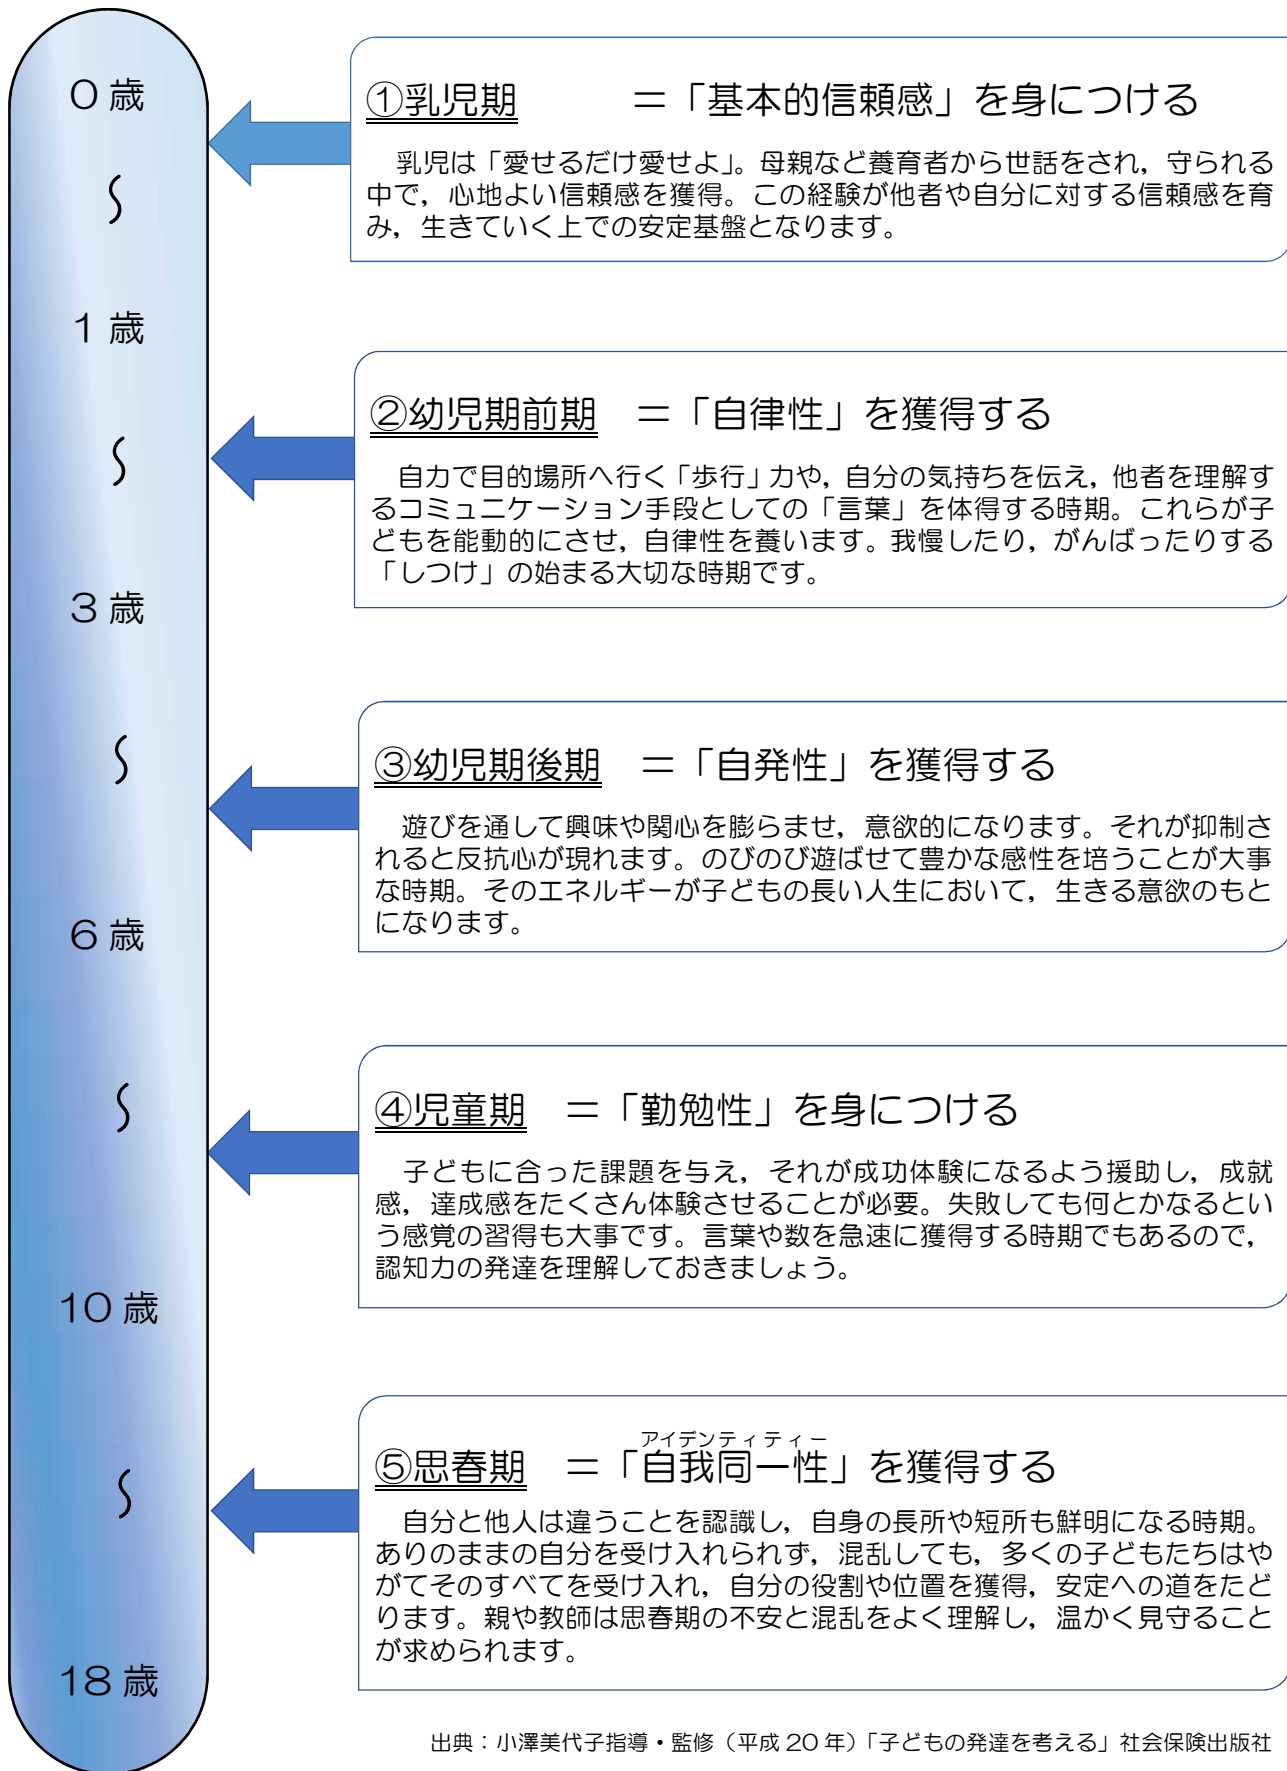 0歳
〜
1歳
〜
3歳
〜
6歳
〜
10歳
〜
18歳
①乳児期　＝「基本的信頼感」を身につける
乳児は「愛せるだけ愛せよ」。母親など養育者から世話をされ，守られる
中で，心地よい信頼感を獲得。この経験が他者や自分に対する信頼感を育
み，生きていく上での安定基盤となります。
②幼児期前期　＝「自律性」を獲得する
自力で目的場所へ行く「歩行」力や，自分の気持ちを伝え，他者を理解す
るコミュニケーション手段としての「言葉」を体得する時期。これらが子
どもを能動的にさせ，自律性を養います。我慢したり，がんばったりする
「しつけ」の始まる大切な時期です。
③幼児期後期　＝「自発性」を獲得する
遊びを通して興味や関心を膨らませ，意欲的になります。それが抑制さ
れると反抗心が現れます。のびのび遊ばせて豊かな感性を培うことが大事
な時期。そのエネルギーが子どもの長い人生において，生きる意欲のもと
になります。
④児童期　＝「勤勉性」を身につける
子どもに合った課題を与え，それが成功体験になるよう援助し，成就
感，達成感をたくさん体験させることが必要。失敗しても何とかなるとい
う感覚の習得も大事です。言葉や数を急速に獲得する時期でもあるので，
認知力の発達を理解しておきましょう。
アイデンティティー
⑤思春期　＝「自我同一性」を獲得する
自分と他人は違うことを認識し，自身の長所や短所も鮮明になる時期。
ありのままの自分を受け入れられず，混乱しても，多くの子どもたちはや
がてそのすべてを受け入れ，自分の役割や位置を獲得，安定への道をたど
ります。親や教師は思春期の不安と混乱をよく理解し，温かく見守ること
が求められます。
出典：小澤美代子指導・監修（平成20年）「子どもの発達を考える」社会保険出版社